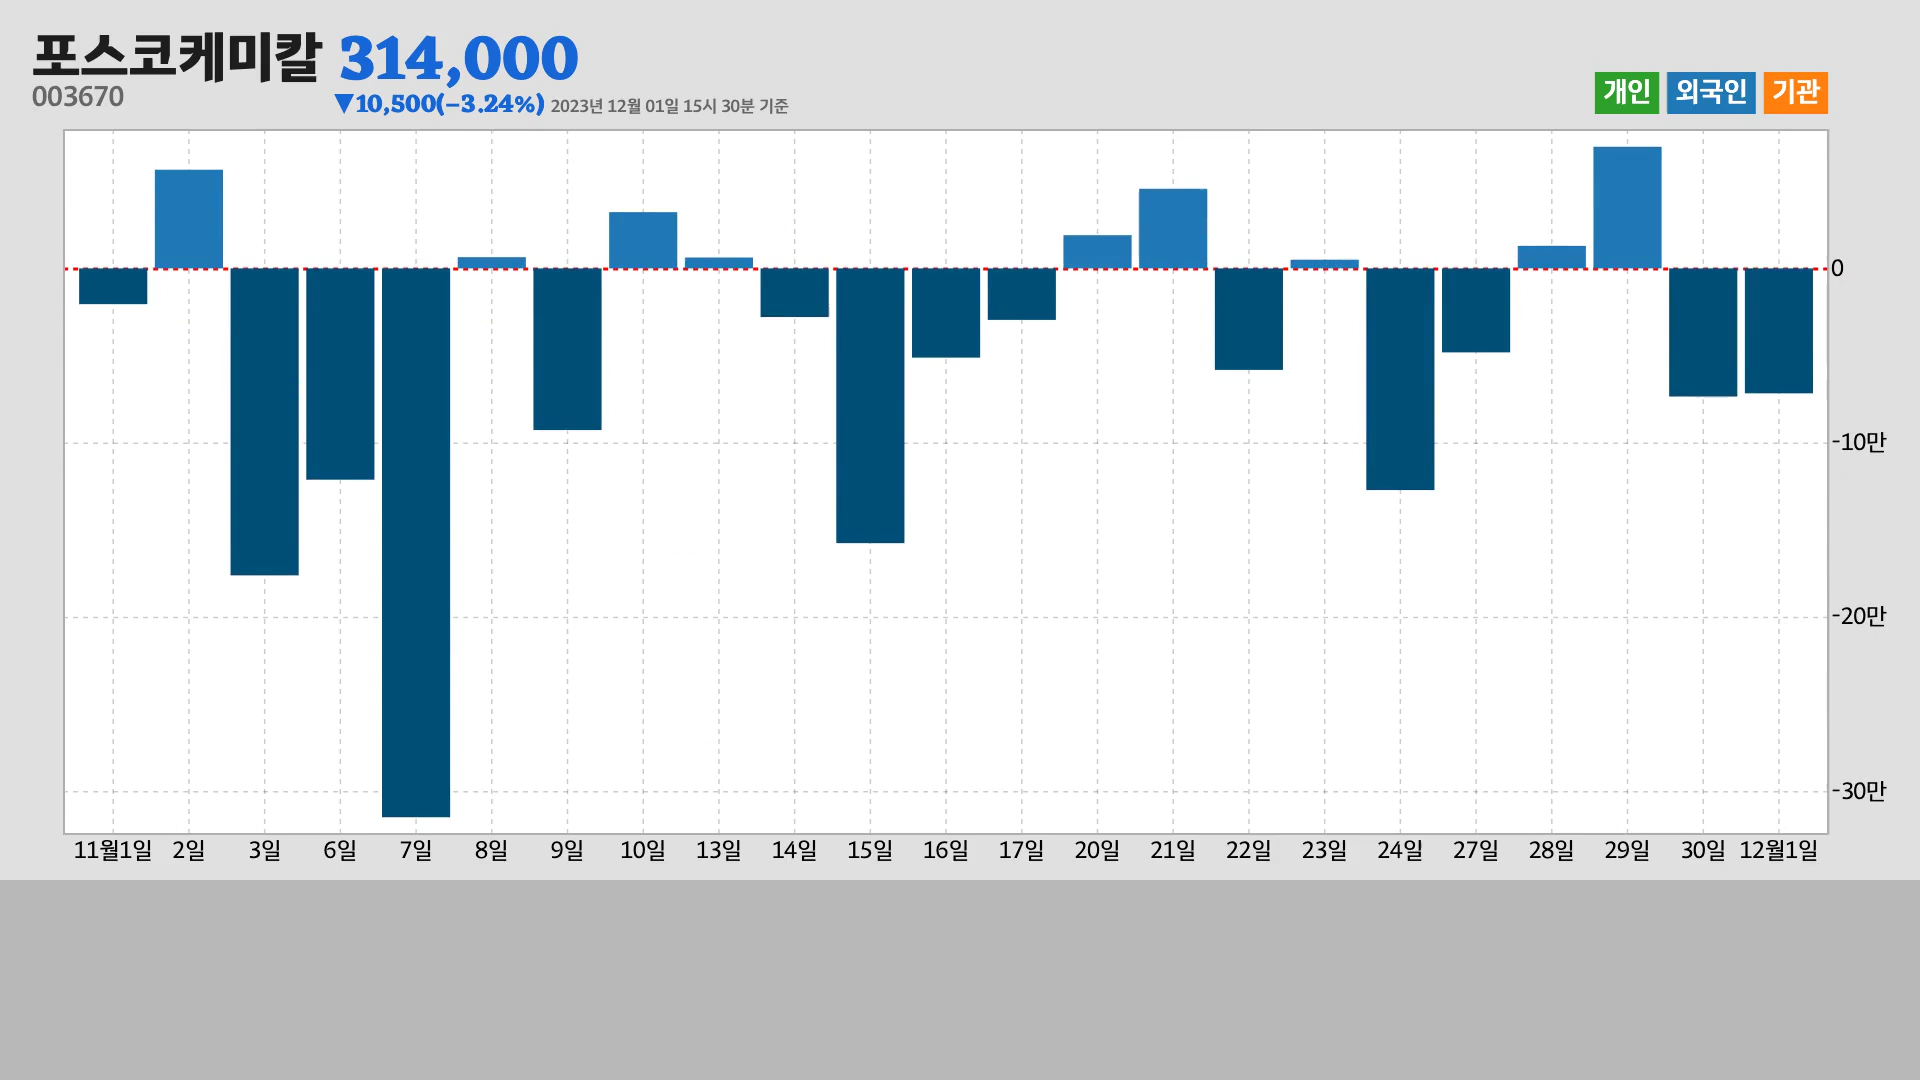 포스코케미칼 314,000
003670
▼10,500(−3.24%) 2023년 12월 01일 15시 30분 기준
개인 외국인 기관
0
-10만
-20만
-30만
11월1일 2일 3일 6일 7일 8일 9일 10일 13일 14일 15일 16일 17일 20일 21일 22일 23일 24일 27일 28일 29일 30일 12월1일